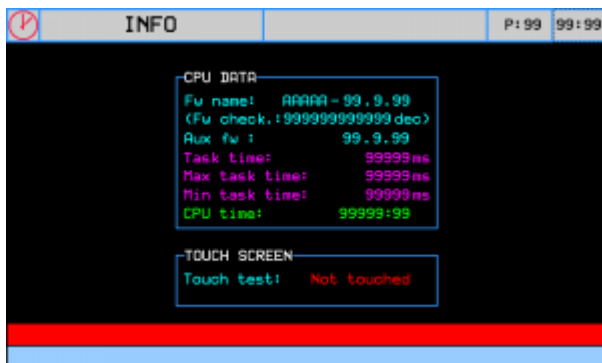 INFO P:99 99:99
CPU DATA
Fw name: AAAAA-99.9.99
(Fw check.:999999999999 dec)
Aux fw : 99.9.99
Task time: 99999ms
Max task time: 99999ms
Min task time: 99999ms
CPU time: 99999:99
TOUCH SCREEN
Touch test: Not touched